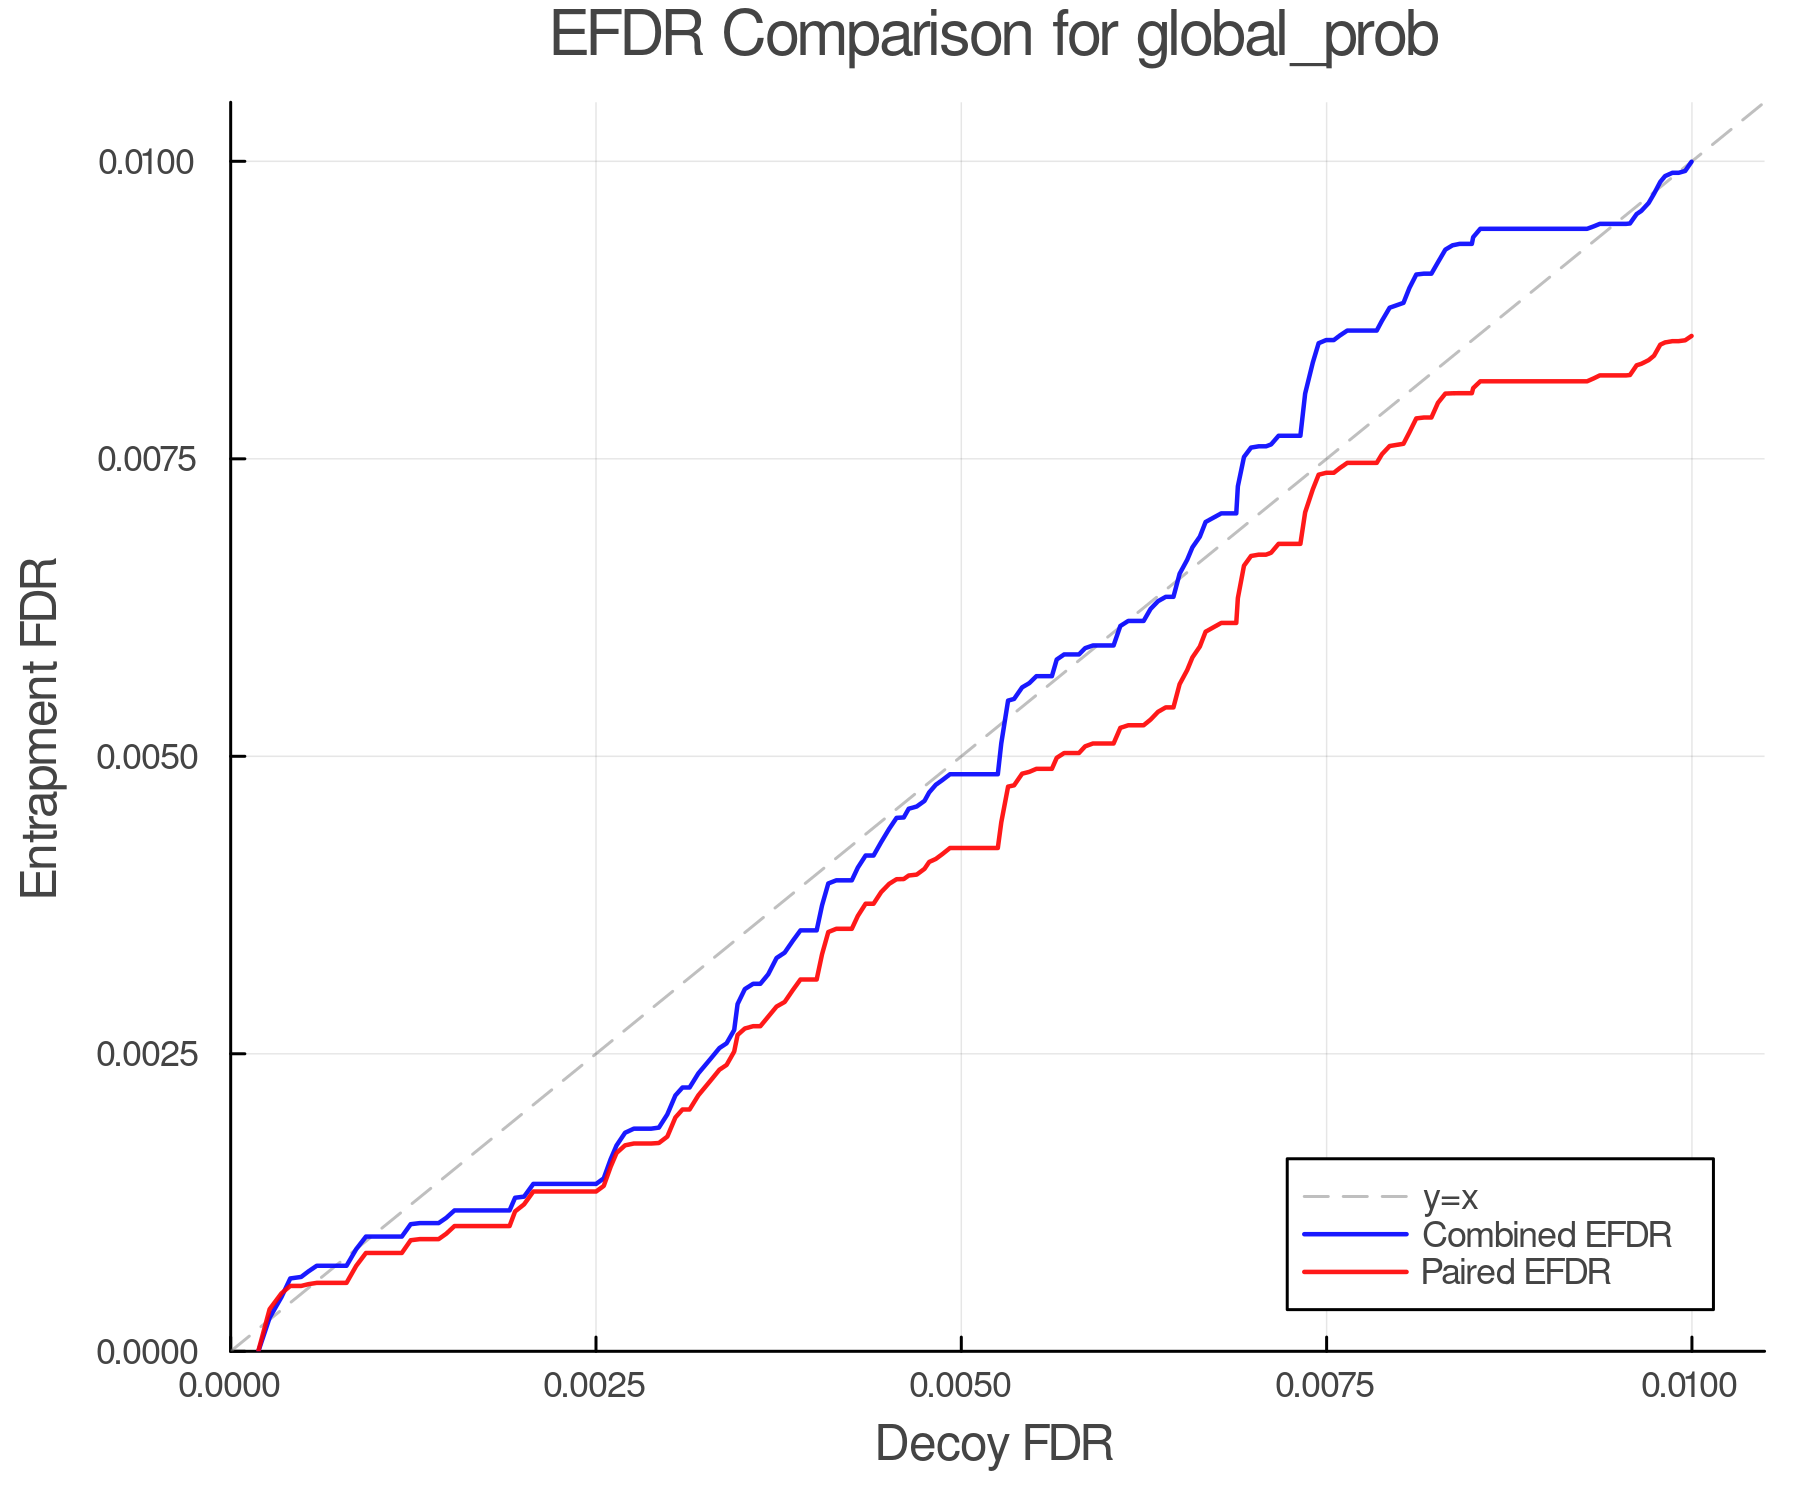 EFDR Comparison for global_prob
0.0100
0.0075
0.0050
0.0025
0.0000
Entrapment FDR
0.0000 0.0025 0.0050 0.0075 0.0100
Decoy FDR
y=x
Combined EFDR
Paired EFDR